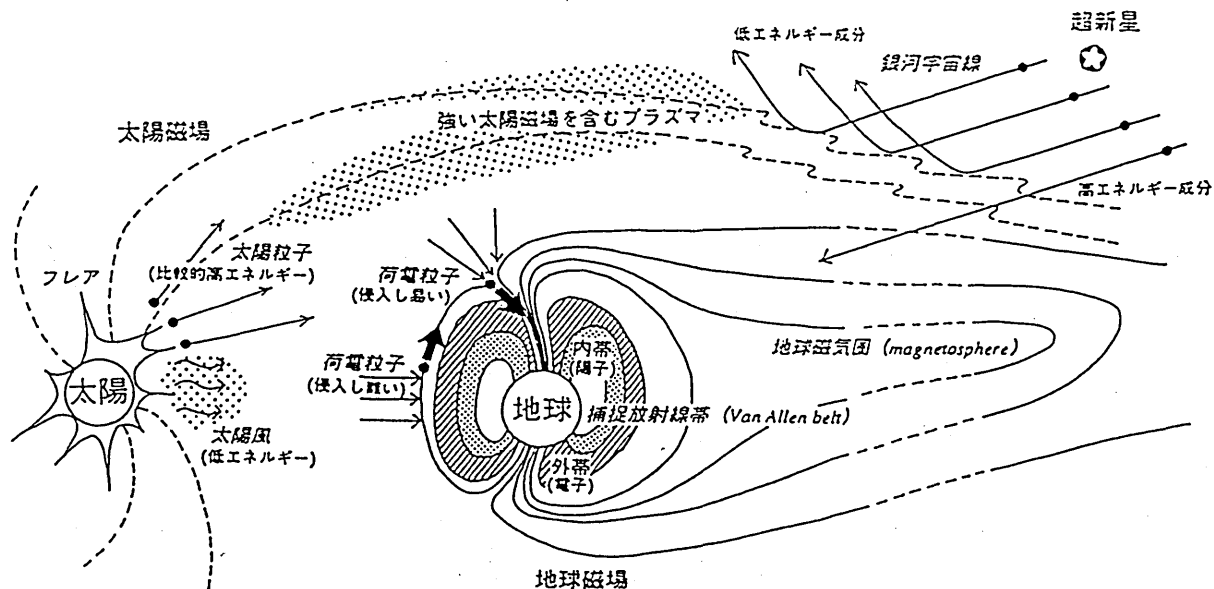 超新星
低エネルギー成分
銀河宇宙線
強い太陽磁場を含むプラズマ
太陽磁場
高エネルギー成分
太陽粒子
(比較的高エネルギー)
フレア
荷電粒子
(侵入し易い)
地球磁気圏 (magnetosphere)
内帯
(陽子)
荷電粒子
(侵入し難い)
太陽
地球
捕捉放射線帯 (Van Allen belt)
太陽風
(低エネルギー)
外帯
(電子)
地球磁場